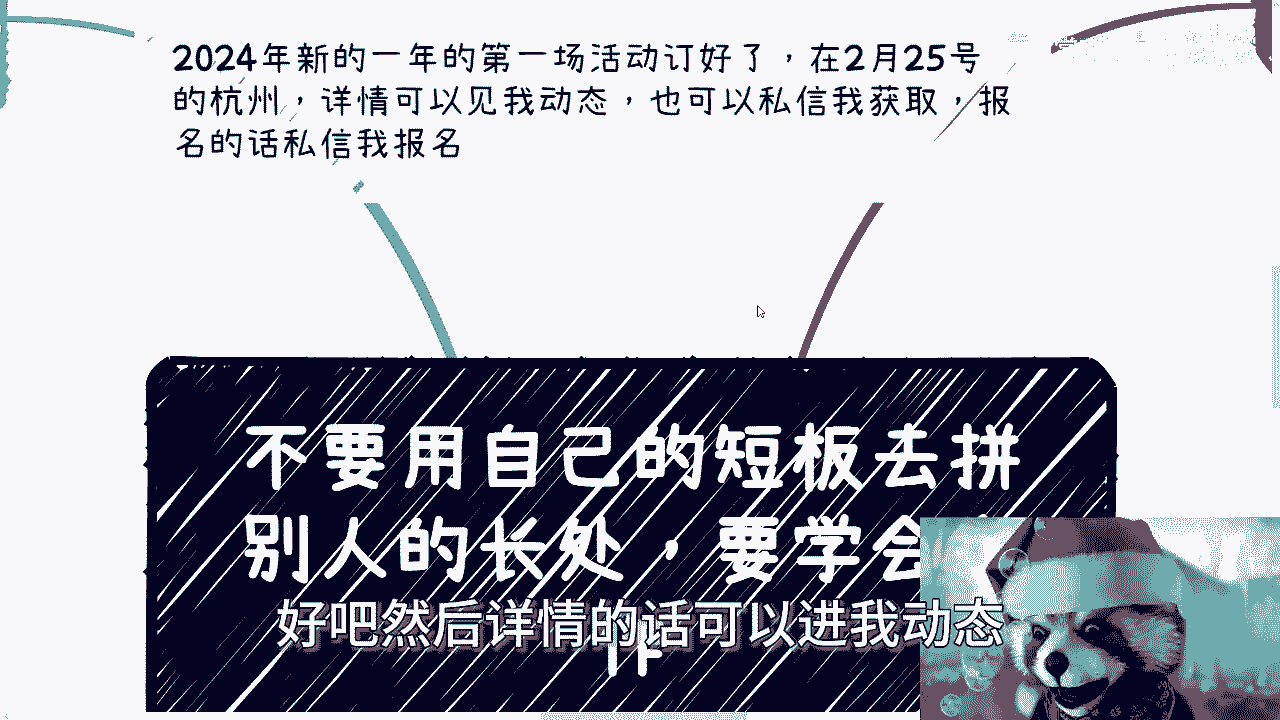 2024年新的一年的第一场活动订好了，在2月25号
的杭州，详情可以见我动态，也可以私信我获取，报
名的话私信我报名
不要用自己的短板去拼
别人的长处，要学会
好吧然后详情的话可以进我动态